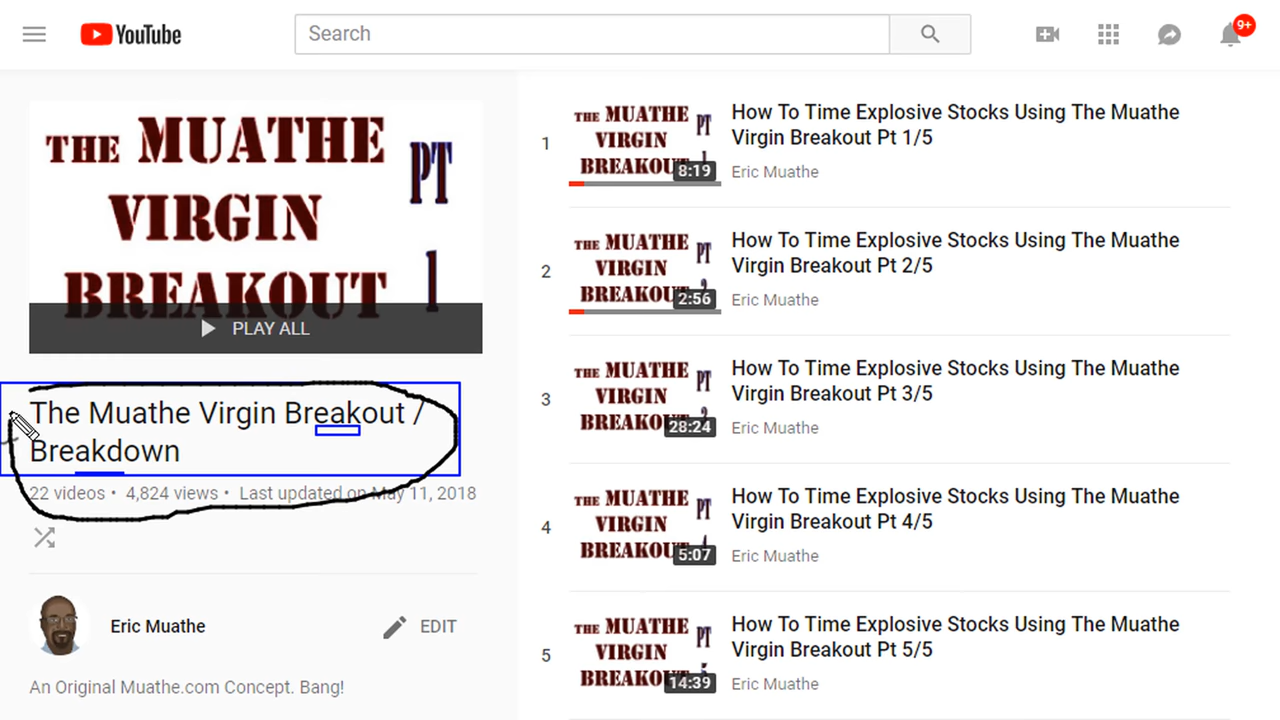 YouTube
Search
9+
THE MUATHE
VIRGIN
BREAKOUT
PT
1
PLAY ALL
The Muathe Virgin Breakout /
Breakdown
22 videos • 4,824 views • Last updated on May 11, 2018
Eric Muathe
EDIT
An Original Muathe.com Concept. Bang!
1
THE MUATHE
VIRGIN
BREAKOUT
PT
8:19
How To Time Explosive Stocks Using The Muathe
Virgin Breakout Pt 1/5
Eric Muathe
2
THE MUATHE
VIRGIN
BREAKOUT
PT
2:56
How To Time Explosive Stocks Using The Muathe
Virgin Breakout Pt 2/5
Eric Muathe
3
THE MUATHE
VIRGIN
BREAKOUT
PT
28:24
How To Time Explosive Stocks Using The Muathe
Virgin Breakout Pt 3/5
Eric Muathe
4
THE MUATHE
VIRGIN
BREAKOUT
PT
5:07
How To Time Explosive Stocks Using The Muathe
Virgin Breakout Pt 4/5
Eric Muathe
5
THE MUATHE
VIRGIN
BREAKOUT
PT
14:39
How To Time Explosive Stocks Using The Muathe
Virgin Breakout Pt 5/5
Eric Muathe